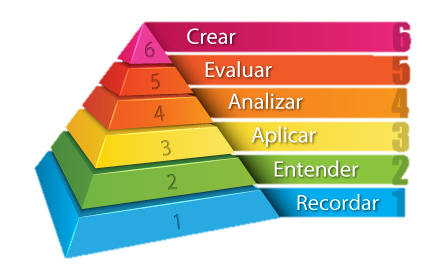 6 Crear 6
5 Evaluar 5
4 Analizar 4
3 Aplicar 3
2 Entender 2
1 Recordar 1